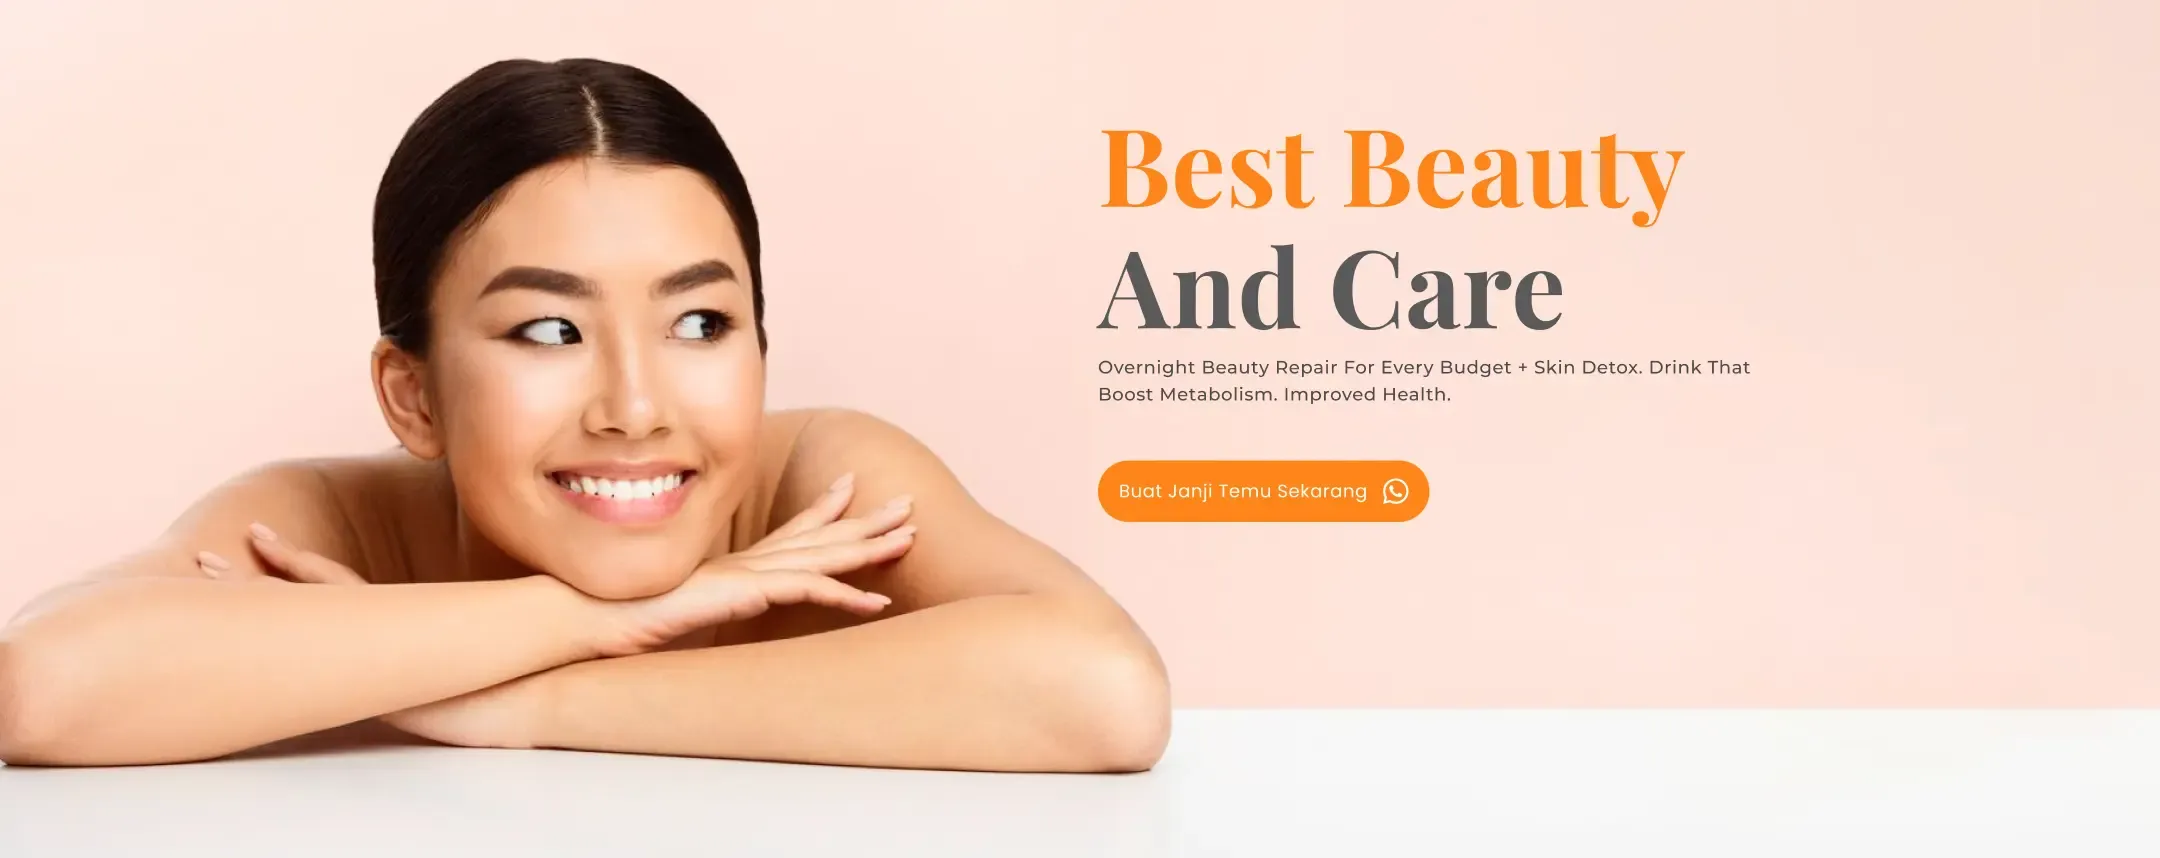 Best Beauty
And Care
Overnight Beauty Repair For Every Budget + Skin Detox. Drink That
Boost Metabolism. Improved Health.
Buat Janji Temu Sekarang